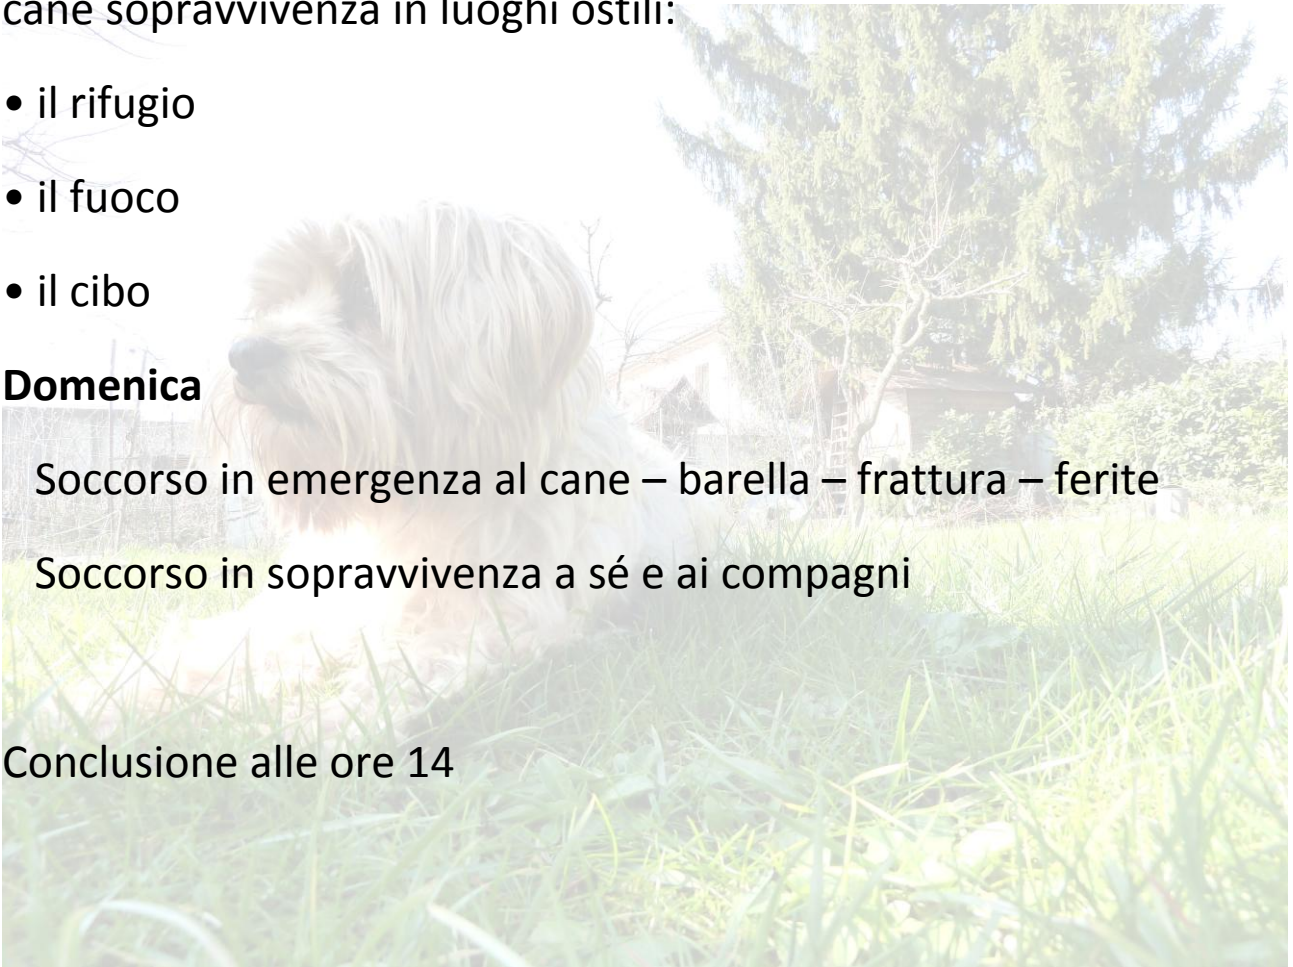 cane sopravvivenza in luoghi ostili:
• il rifugio
• il fuoco
• il cibo
Domenica
Soccorso in emergenza al cane – barella – frattura – ferite
Soccorso in sopravvivenza a sé e ai compagni
Conclusione alle ore 14